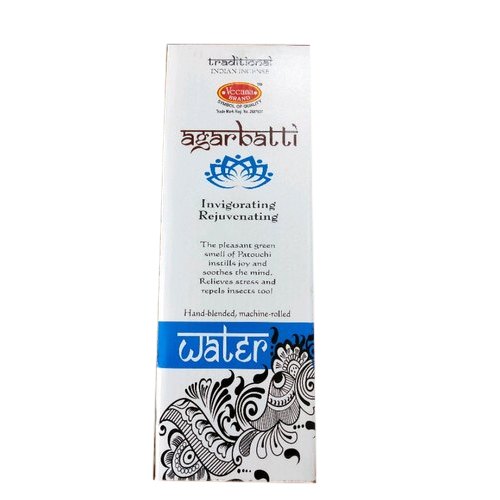 traditional
INDIAN INCENSE
Veena
BRAND
SYMBOL OF QUALITY
agarbatti
Invigorating
Rejuvenating
The pleasant green
smell of Patouchi
instills joy and
soothes the mind.
Relieves stress and
repels insects too!
Hand-blended, machine-rolled
water